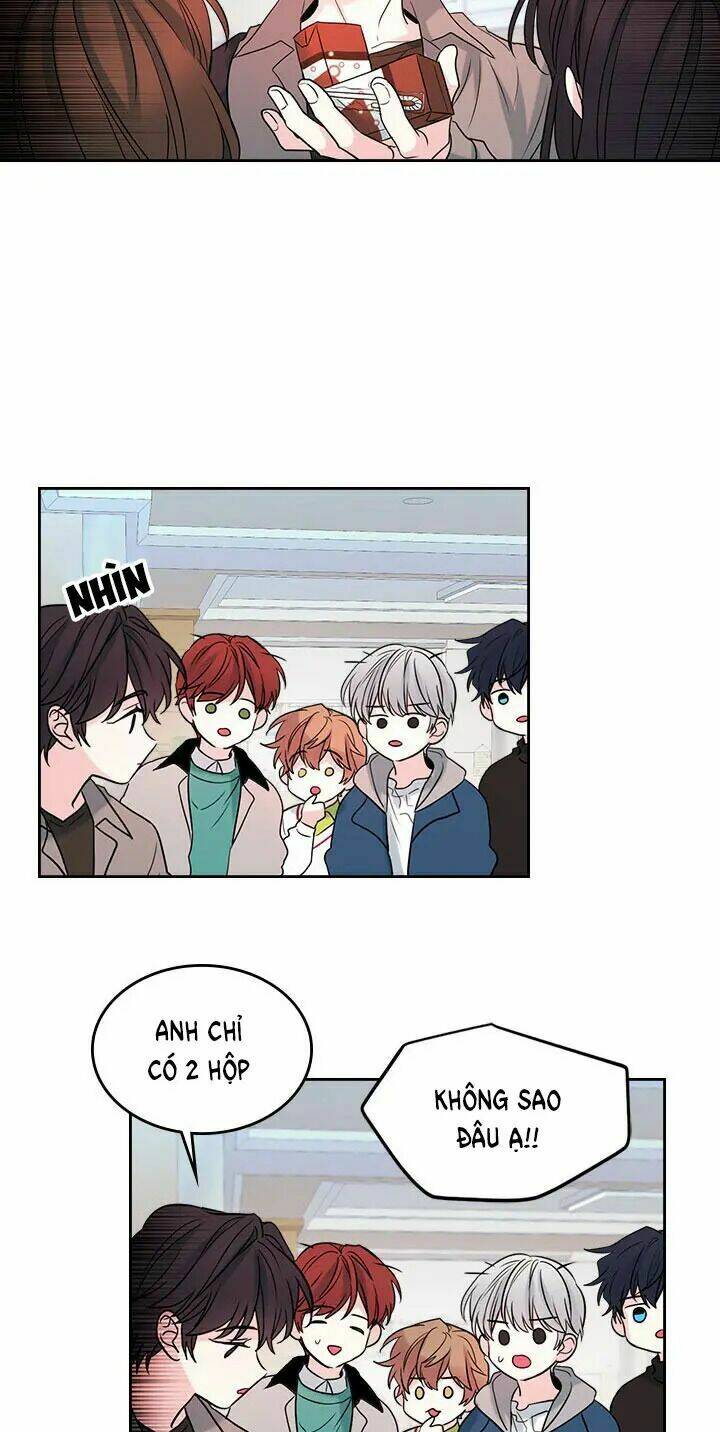 NHÌN
ANH CHỈ
CÓ 2 HỘP
KHÔNG SAO
ĐÂU Ạ!!